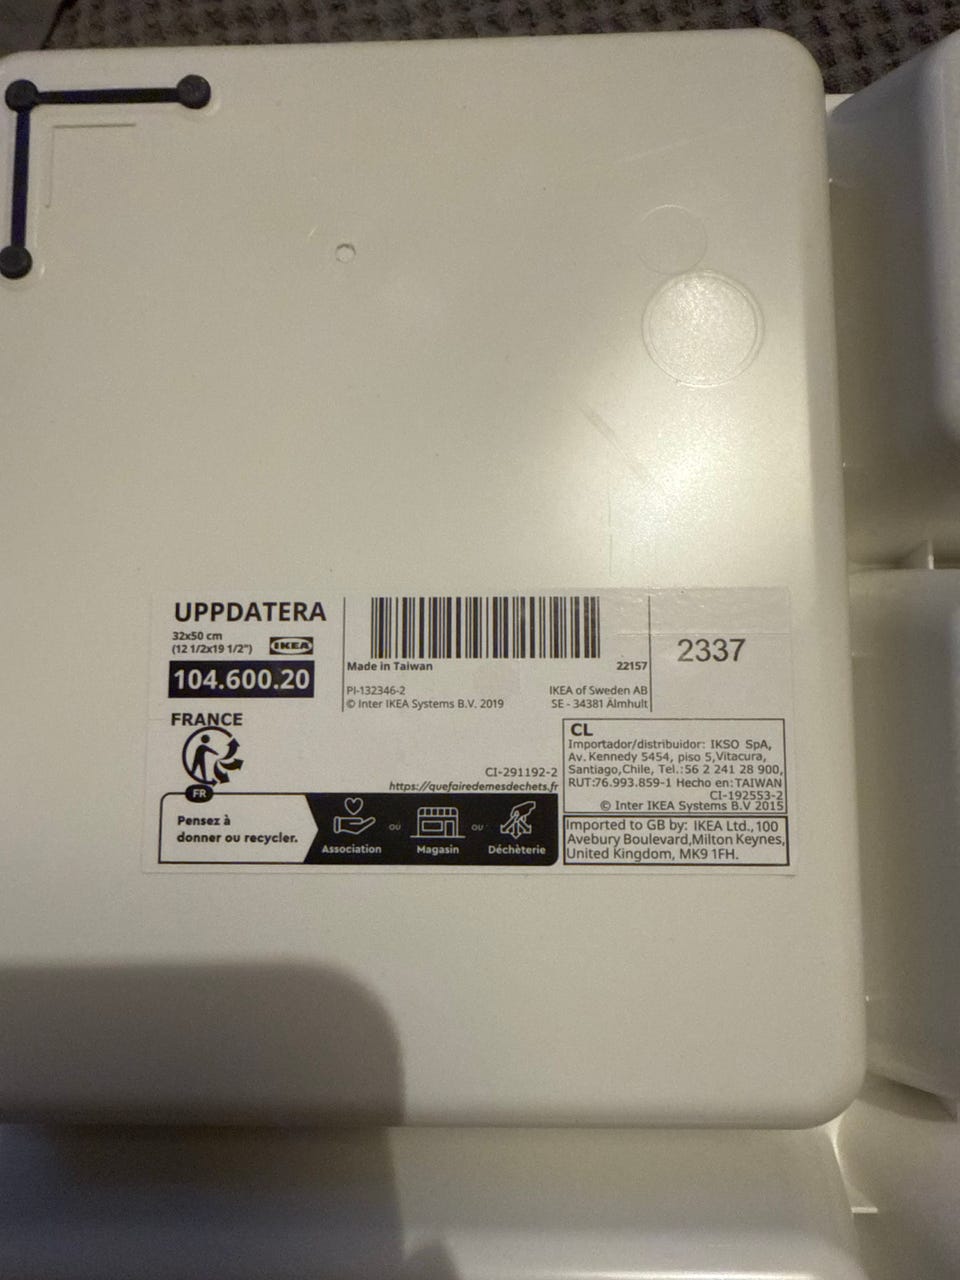 UPPDATERA
32x50 cm
(12 1/2x19 1/2")
IKEA
104.600.20
Made in Taiwan
22157
PI-132346-2
© Inter IKEA Systems B.V. 2019
IKEA of Sweden AB
SE - 34381 Älmhult
2337
FRANCE
FR
CI-291192-2
https://quefairedemesdechets.fr
Pensez à
donner ou recycler.
Association
OU
Magasin
OU
Déchèterie
CL
Importador/distribuidor: IKSO SpA,
Av. Kennedy 5454, piso 5,Vitacura,
Santiago,Chile, Tel.:56 2 241 28 900,
RUT:76.993.859-1 Hecho en:TAIWAN
CI-192553-2
© Inter IKEA Systems B.V 2015
Imported to GB by: IKEA Ltd.,100
Avebury Boulevard,Milton Keynes,
United Kingdom, MK9 1FH.